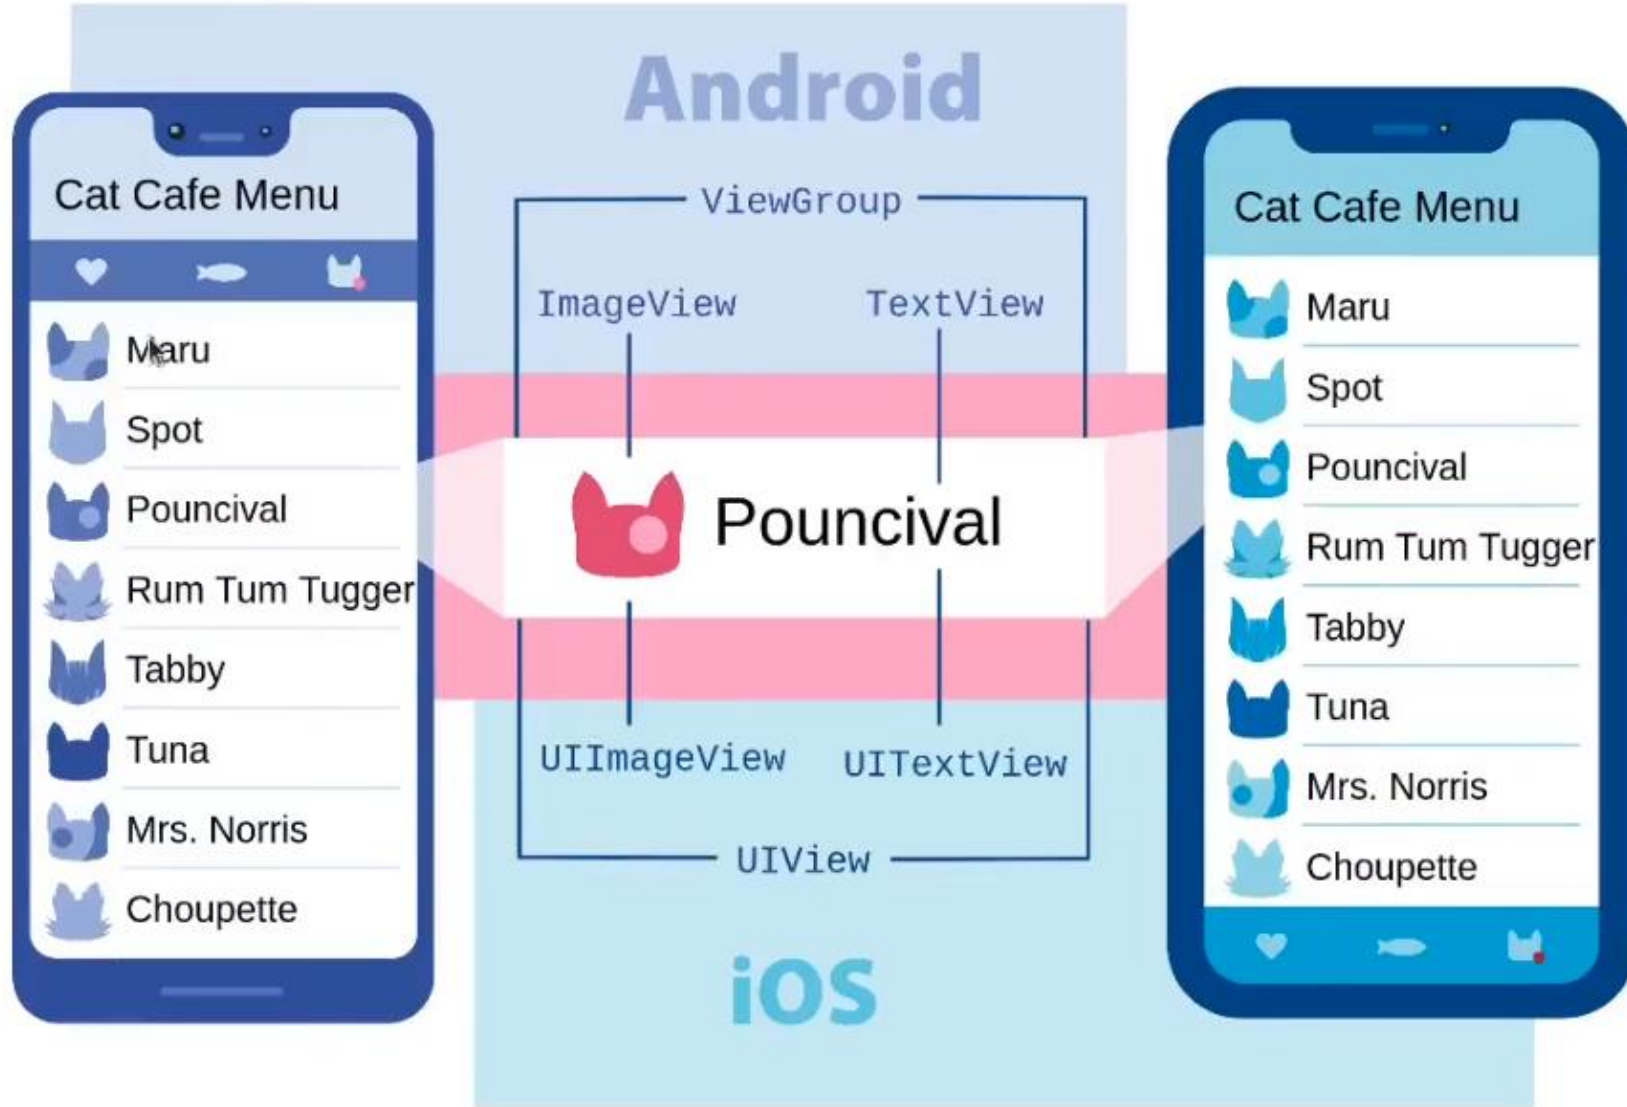 Android
Cat Cafe Menu
Maru
Spot
Pouncival
Rum Tum Tugger
Tabby
Tuna
Mrs. Norris
Choupette
ViewGroup
ImageView TextView
Pouncival
UIImageView UITextView
UIView
iOS
Cat Cafe Menu
Maru
Spot
Pouncival
Rum Tum Tugger
Tabby
Tuna
Mrs. Norris
Choupette